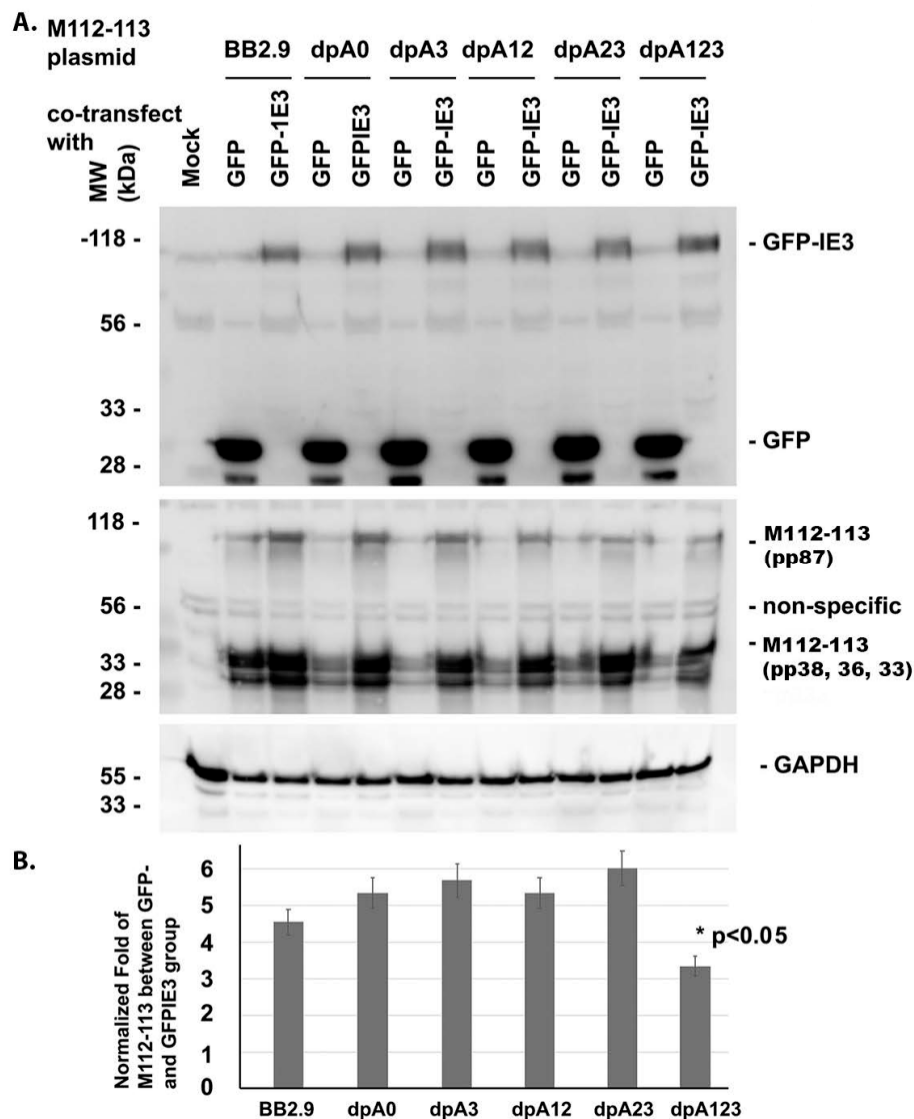 A. M112-113
plasmid
BB2.9 dpA0 dpA3 dpA12 dpA23 dpA123
co-transfect
with
MW
(kDa)
Mock
GFP
GFP-1E3
GFP
GFPIE3
GFP
GFP-IE3
GFP
GFP-IE3
GFP
GFP-IE3
GFP
GFP-IE3
-118 -
- GFP-IE3
56 -
33 -
- GFP
28 -
118 -
- M112-113
(pp87)
56 -
- non-specific
- M112-113
33 -
(pp38, 36, 33)
28 -
- GAPDH
55 -
33 -
B.
Normalized Fold of
M112-113 between GFP-
and GFPIE3 group
6
5
4
3
2
1
0
* p<0.05
BB2.9 dpA0 dpA3 dpA12 dpA23 dpA123